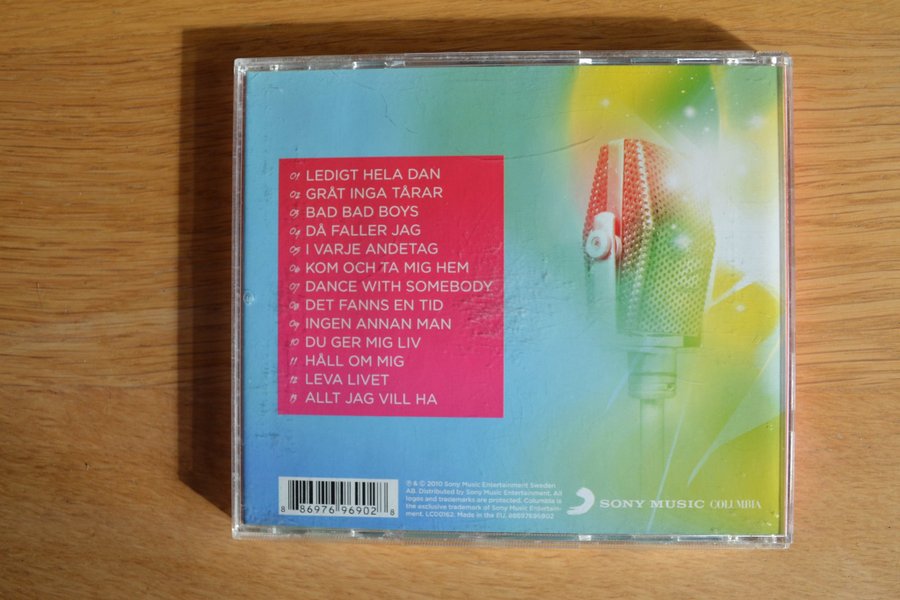 01 LEDIGT HELA DAN
02 GRÅT INGA TÅRAR
03 BAD BAD BOYS
04 DÅ FALLER JAG
05 I VARJE ANDETAG
06 KOM OCH TA MIG HEM
07 DANCE WITH SOMEBODY
08 DET FANNS EN TID
09 INGEN ANNAN MAN
10 DU GER MIG LIV
11 HÅLL OM MIG
12 LEVA LIVET
13 ALLT JAG VILL HA
8 86976 96902 8
℗ & © 2010 Sony Music Entertainment Sweden
AB. Distributed by Sony Music Entertainment. All
logos and trademarks are protected. Columbia is
the exclusive trademark of Sony Music Entertain-
ment. LC00162. Made in the EU. 88697696902
SONY MUSIC COLUMBIA